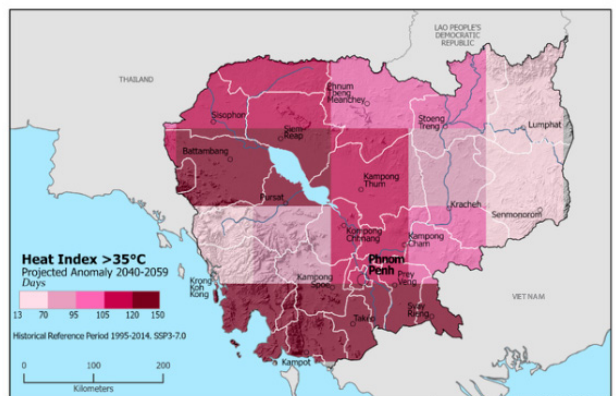 LAO PEOPLE'S
DEMOCRATIC
REPUBLIC
THAILAND
Phnum
Tbeng
Meanchey
Sisophon
Stoeng
Treng
Lumphat
Siem
Reap
Battambang
Kampong
Thum
Pursat
Kracheh
Senmonorom
Kompong
Chhnang
Kampong
Cham
Heat Index >35°C
Projected Anomaly 2040-2059
Days
Phnom
Penh
Krong
Koh
Kong
Kampong
Spoe
Prey
Veng
VIET NAM
13 70 95 105 120 150
Svay
Rieng
Takeo
Historical Reference Period 1995-2014. SSP3-7.0
Kampot
0 100 200
Kilometers